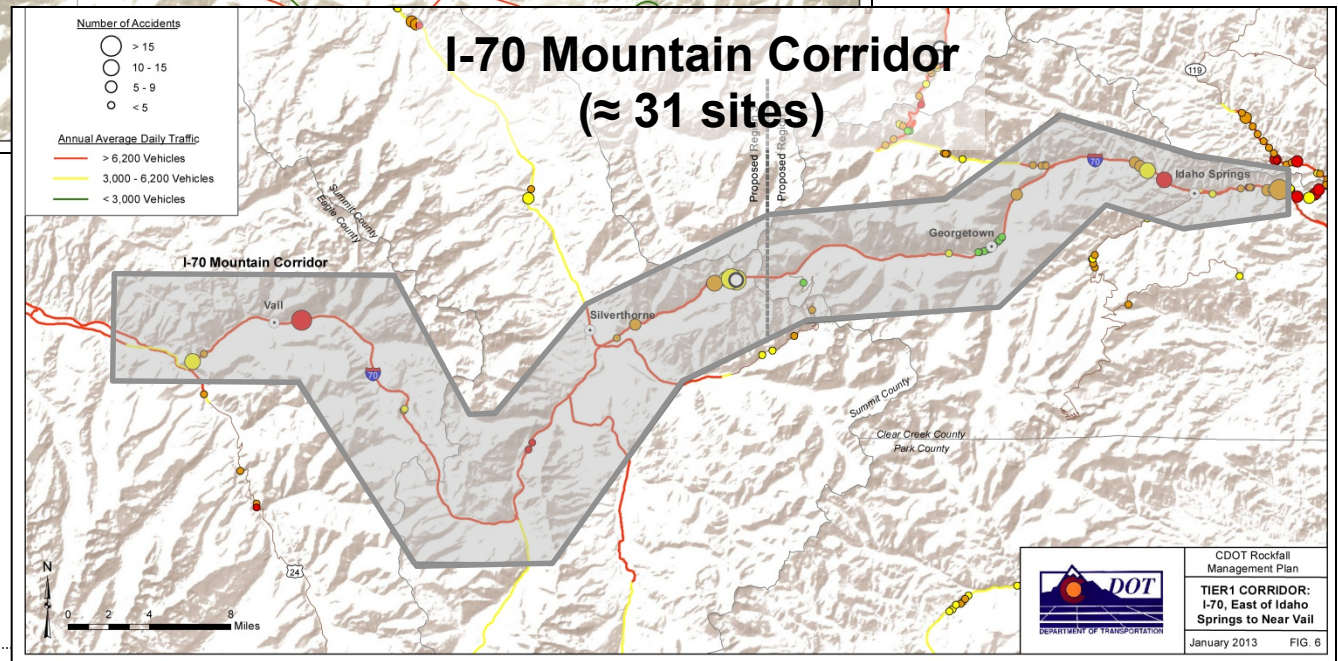 Number of Accidents
> 15
10 - 15
5 - 9
< 5
Annual Average Daily Traffic
> 6,200 Vehicles
3,000 - 6,200 Vehicles
< 3,000 Vehicles
I-70 Mountain Corridor
(≈ 31 sites)
119
Proposed Region
Proposed Region
70
Idaho Springs
Summit County
Eagle County
Georgetown
I-70 Mountain Corridor
Vail
Silverthorne
70
Summit County
Clear Creek County
Park County
24
N
0 2 4 8
Miles
DOT
DEPARTMENT OF TRANSPORTATION
CDOT Rockfall
Management Plan
TIER1 CORRIDOR:
I-70, East of Idaho
Springs to Near Vail
January 2013 FIG. 6